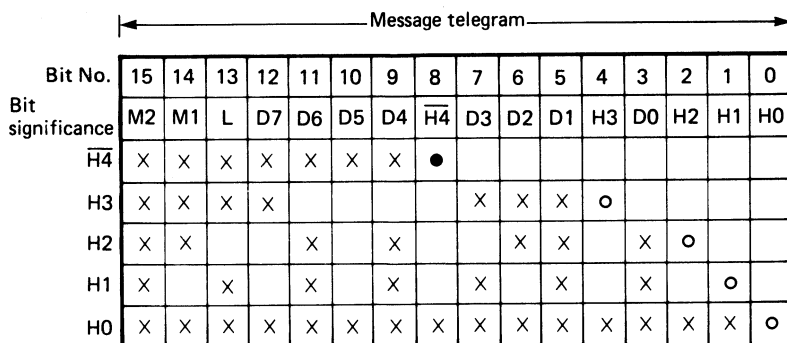 Message telegram
Bit No. 15 14 13 12 11 10 9 8 7 6 5 4 3 2 1 0
Bit significance M2 M1 L D7 D6 D5 D4 H̅4̅ D3 D2 D1 H3 D0 H2 H1 H0
H̅4̅ X X X X X X X ●
H3 X X X X X X X O
H2 X X X X X X X O
H1 X X X X X X X O
H0 X X X X X X X X X X X X X X X O